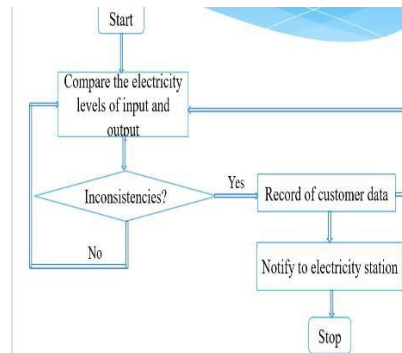 Start
Compare the electricity
levels of input and
output
Inconsistencies?
Yes
Record of customer data
No
Notify to electricity station
Stop